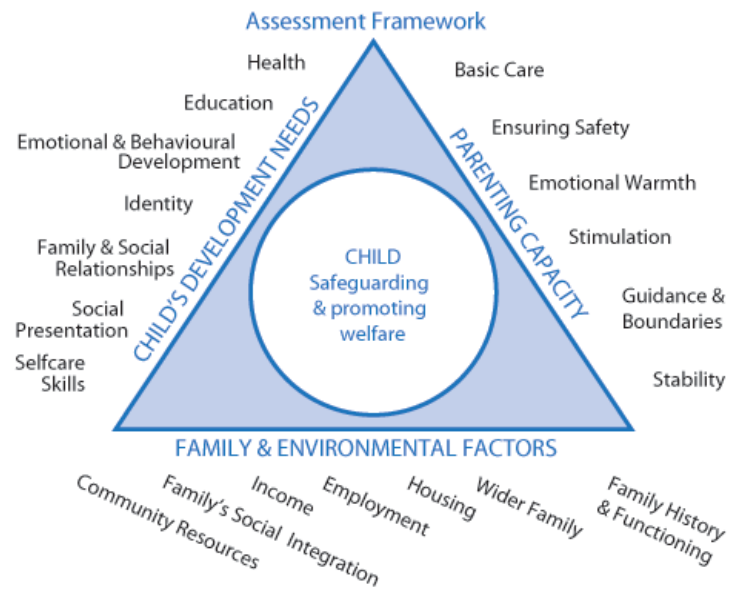 Assessment Framework
Health
Education
Emotional & Behavioural
Development
Identity
Family & Social
Relationships
Social
Presentation
Selfcare
Skills
CHILD'S DEVELOPMENT NEEDS
CHILD
Safeguarding
& promoting
welfare
PARENTING CAPACITY
Basic Care
Ensuring Safety
Emotional Warmth
Stimulation
Guidance &
Boundaries
Stability
FAMILY & ENVIRONMENTAL FACTORS
Community Resources
Family's Social Integration
Income
Employment
Housing
Wider Family
Family History
& Functioning